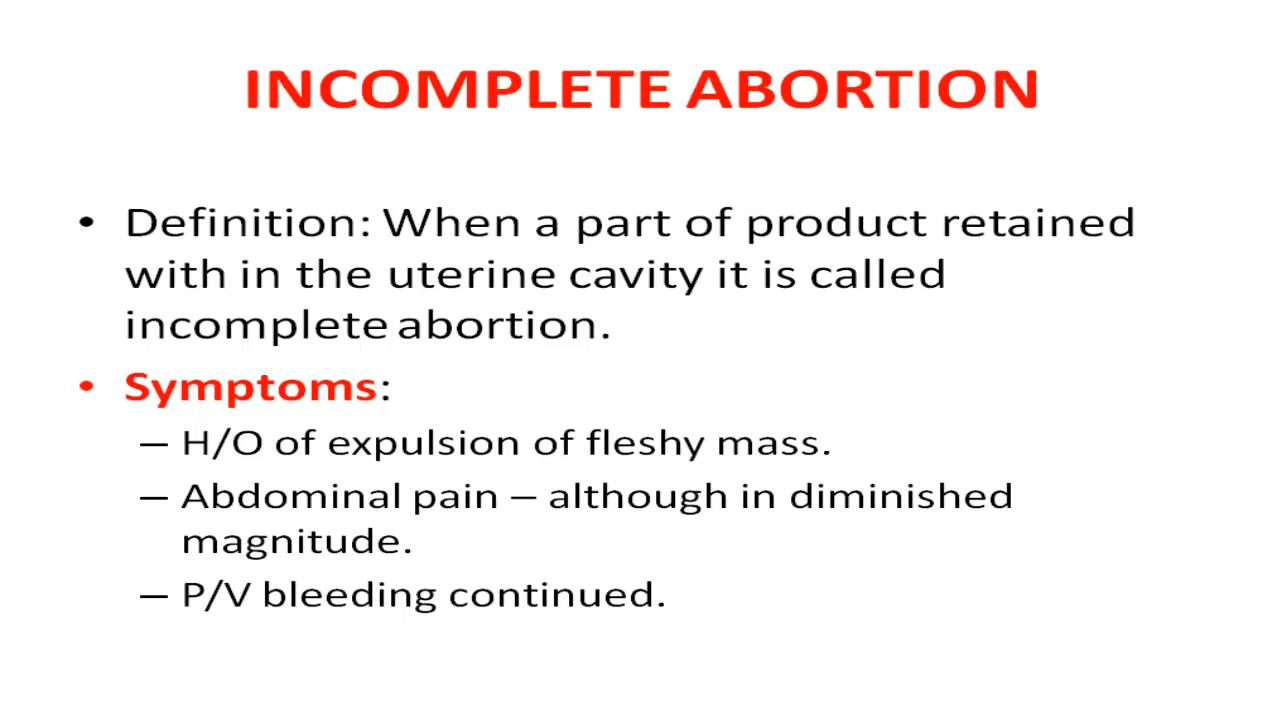 INCOMPLETE ABORTION
• Definition: When a part of product retained
with in the uterine cavity it is called
incomplete abortion.
• Symptoms:
– H/O of expulsion of fleshy mass.
– Abdominal pain – although in diminished
magnitude.
– P/V bleeding continued.